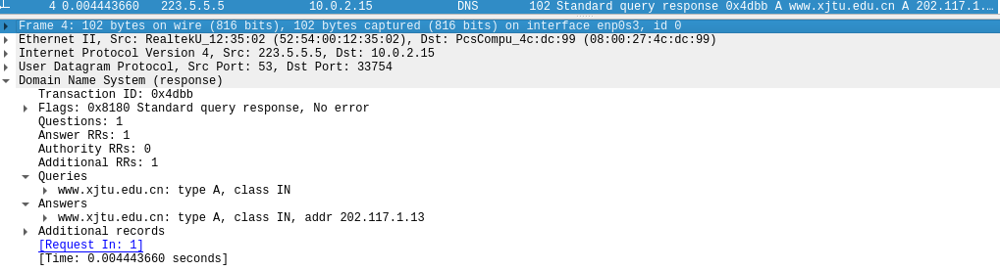 4 0.004443660 223.5.5.5 10.0.2.15 DNS 102 Standard query response 0x4dbb A www.xjtu.edu.cn A 202.117.1.…
Frame 4: 102 bytes on wire (816 bits), 102 bytes captured (816 bits) on interface enp0s3, id 0
Ethernet II, Src: RealtekU_12:35:02 (52:54:00:12:35:02), Dst: PcsCompu_4c:dc:99 (08:00:27:4c:dc:99)
Internet Protocol Version 4, Src: 223.5.5.5, Dst: 10.0.2.15
User Datagram Protocol, Src Port: 53, Dst Port: 33754
Domain Name System (response)
Transaction ID: 0x4dbb
Flags: 0x8180 Standard query response, No error
Questions: 1
Answer RRs: 1
Authority RRs: 0
Additional RRs: 1
Queries
www.xjtu.edu.cn: type A, class IN
Answers
www.xjtu.edu.cn: type A, class IN, addr 202.117.1.13
Additional records
[Request In: 1]
[Time: 0.004443660 seconds]